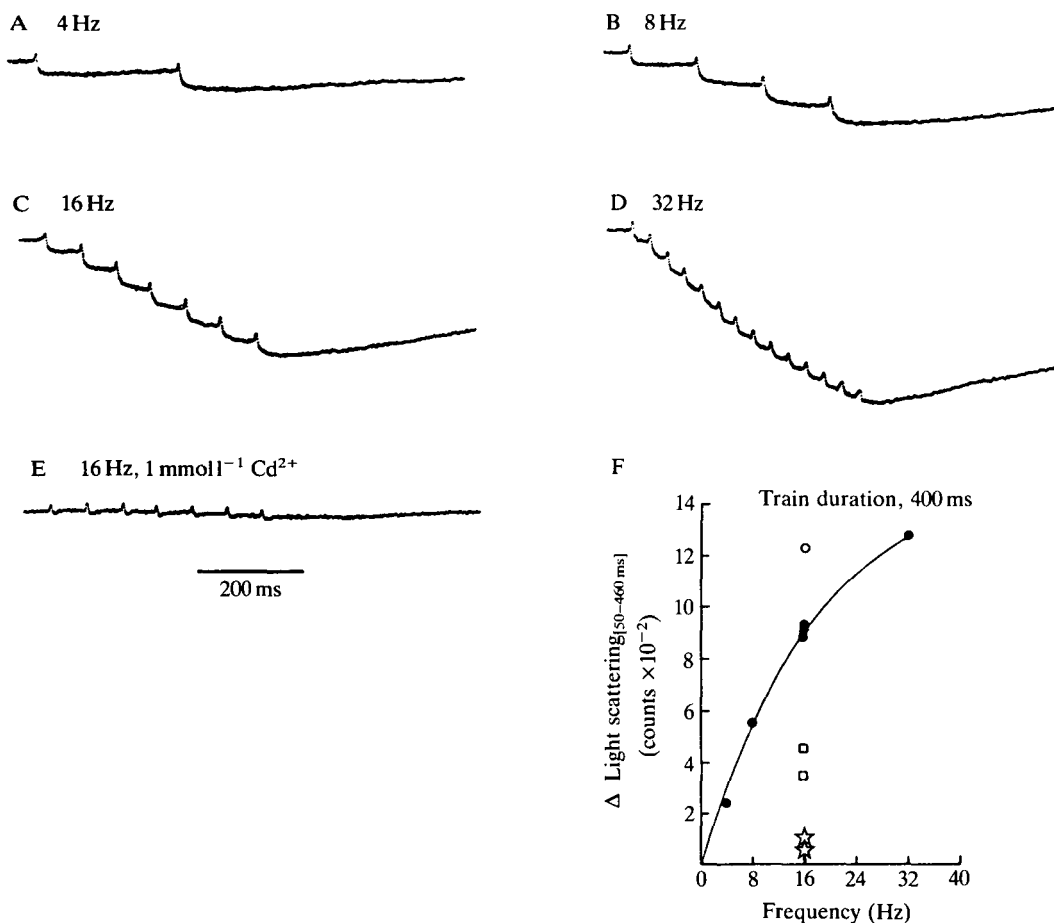 A 4 Hz
B 8 Hz
C 16 Hz
D 32 Hz
E 16 Hz, 1 mmol l⁻¹ Cd²⁺
200 ms
F
Train duration, 400 ms
14
12
10
8
6
4
2
Δ Light scattering[50–460 ms]
(counts ×10⁻²)
0 8 16 24 32 40
Frequency (Hz)